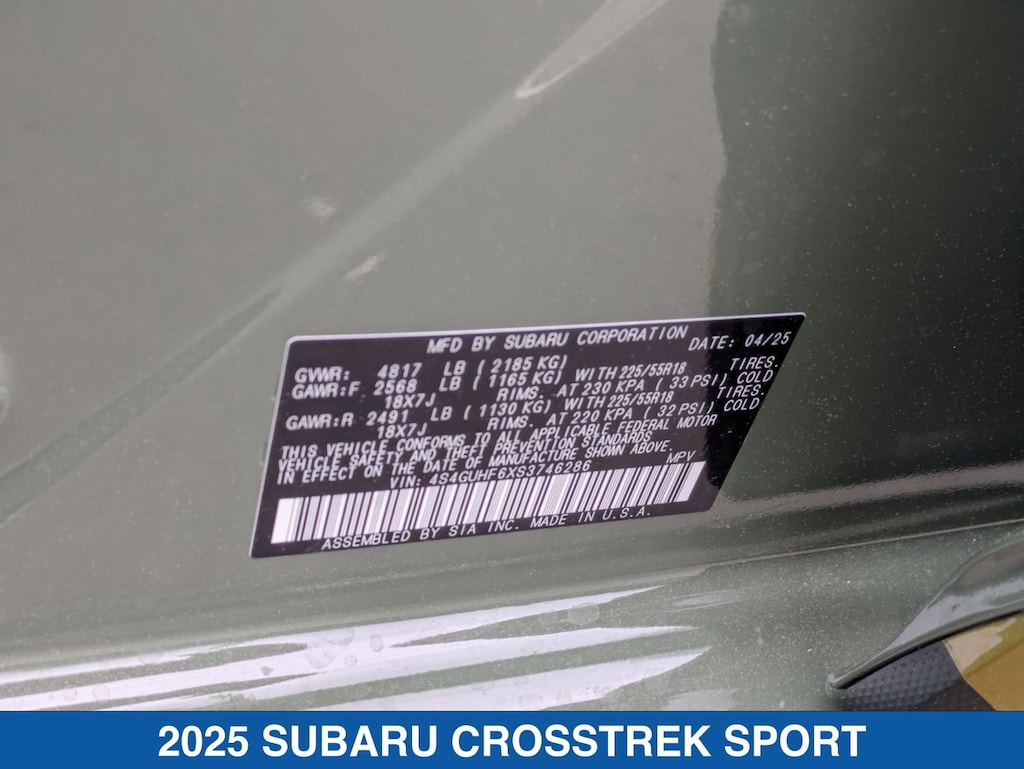 MFD BY SUBARU CORPORATION DATE: 04/25
GVWR: 4817 LB ( 2185 KG)
GAWR:F 2568 LB ( 1165 KG) WITH 225/55R18 TIRES.
18X7J RIMS. AT 230 KPA ( 33 PSI) COLD
GAWR:R 2491 LB ( 1130 KG) WITH 225/55R18 TIRES.
18X7J RIMS. AT 220 KPA ( 32 PSI) COLD
THIS VEHICLE CONFORMS TO ALL APPLICABLE FEDERAL MOTOR
VEHICLE SAFETY AND THEFT PREVENTION STANDARDS
IN EFFECT ON THE DATE OF MANUFACTURE SHOWN ABOVE.
VIN: 4S4GUHF6XS3746286 MPV
ASSEMBLED BY SIA INC. MADE IN U.S.A.
2025 SUBARU CROSSTREK SPORT